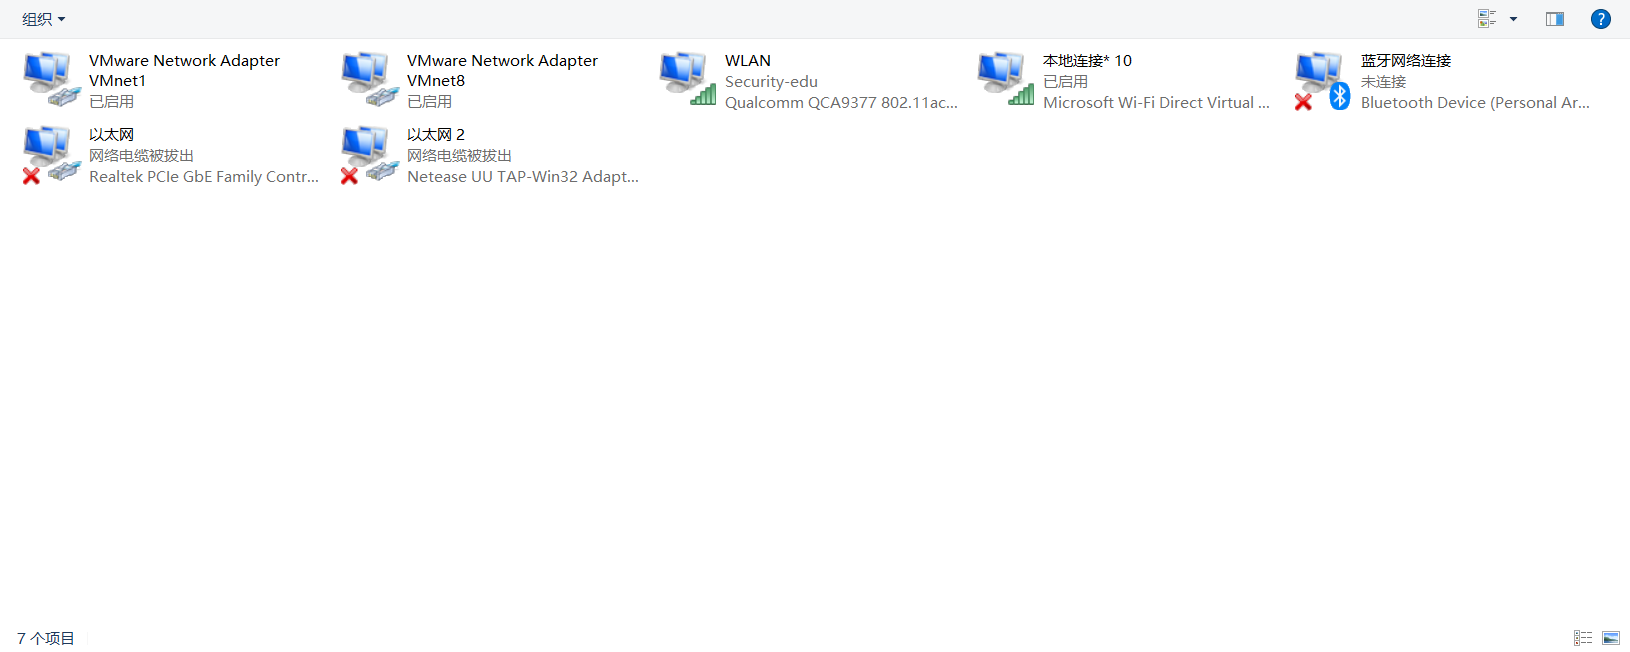 组织
VMware Network Adapter
VMnet1
已启用
VMware Network Adapter
VMnet8
已启用
WLAN
Security-edu
Qualcomm QCA9377 802.11ac...
本地连接* 10
已启用
Microsoft Wi-Fi Direct Virtual ...
蓝牙网络连接
未连接
Bluetooth Device (Personal Ar...
以太网
网络电缆被拔出
Realtek PCIe GbE Family Contr...
以太网 2
网络电缆被拔出
Netease UU TAP-Win32 Adapt...
7 个项目